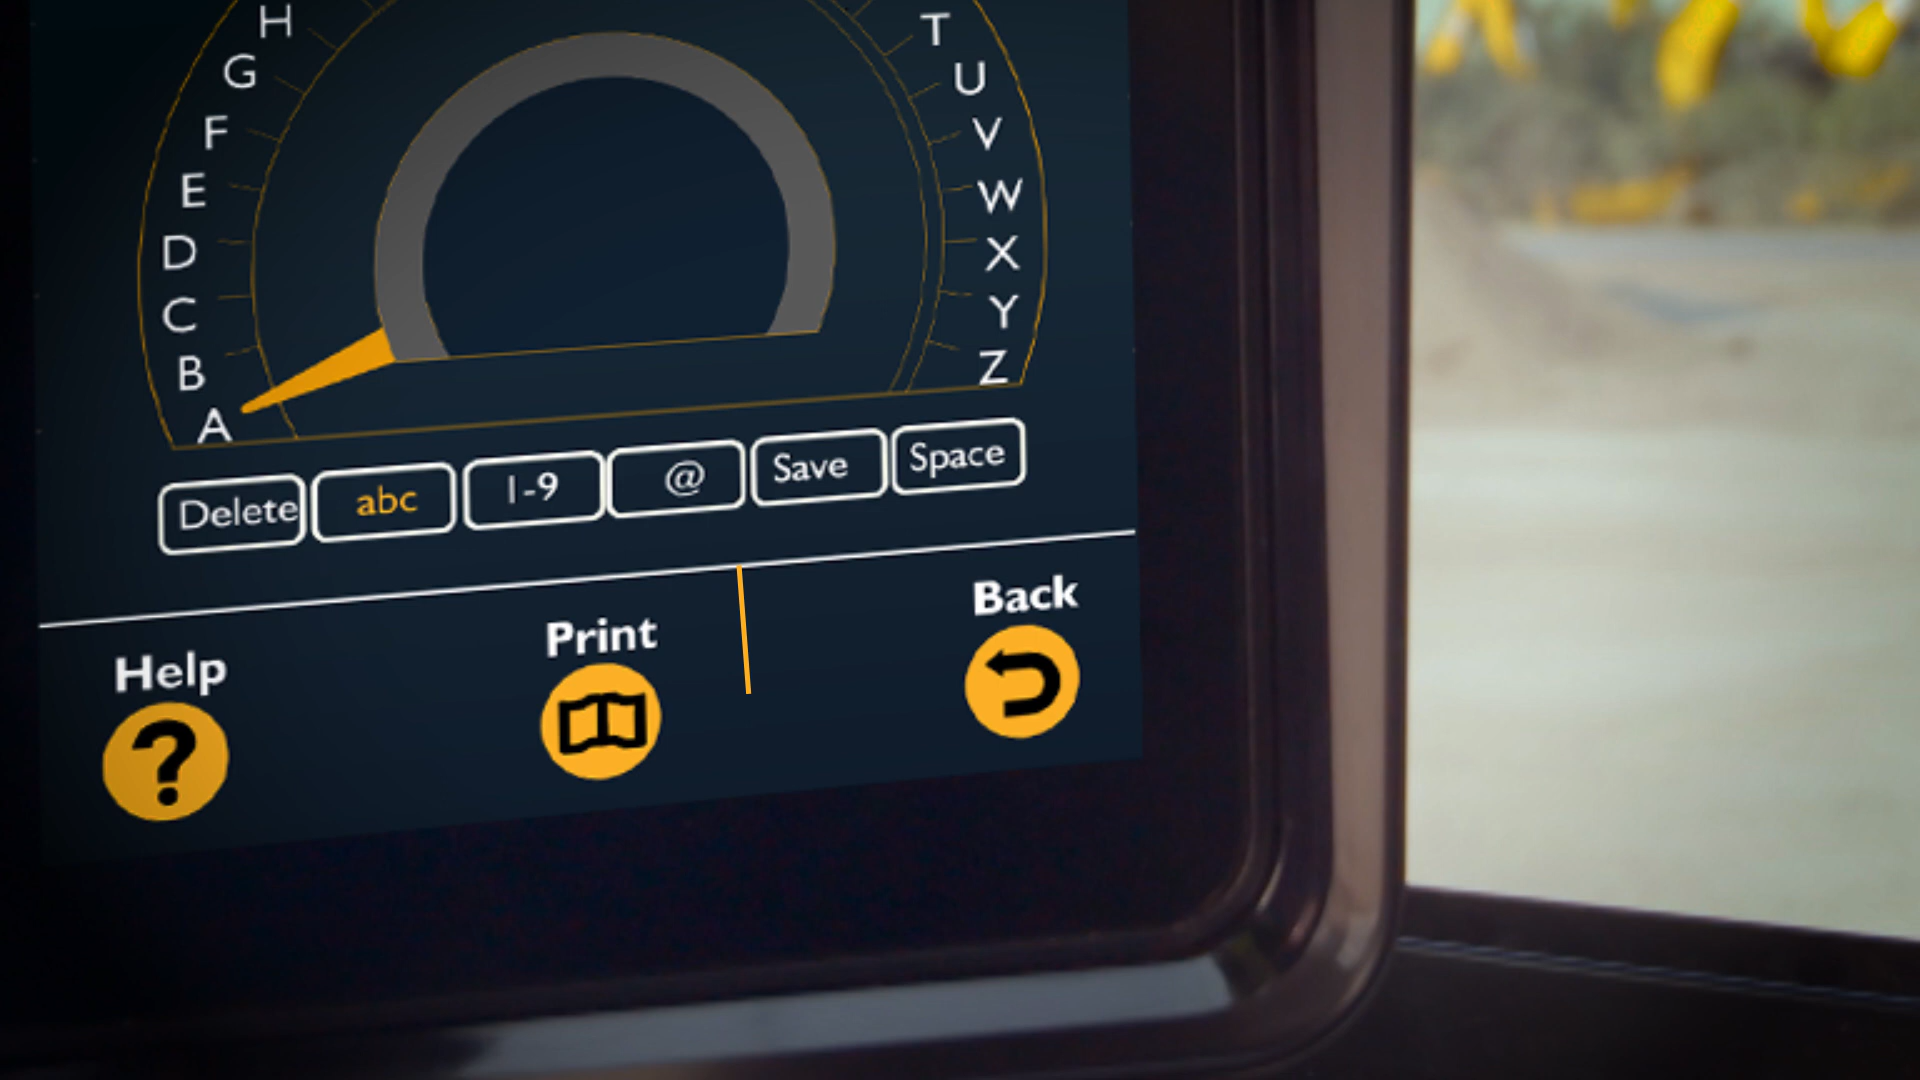 H
G
F
E
D
C
B
A
T
U
V
W
X
Y
Z
Delete abc 1-9 @ Save Space
Help Print Back
?